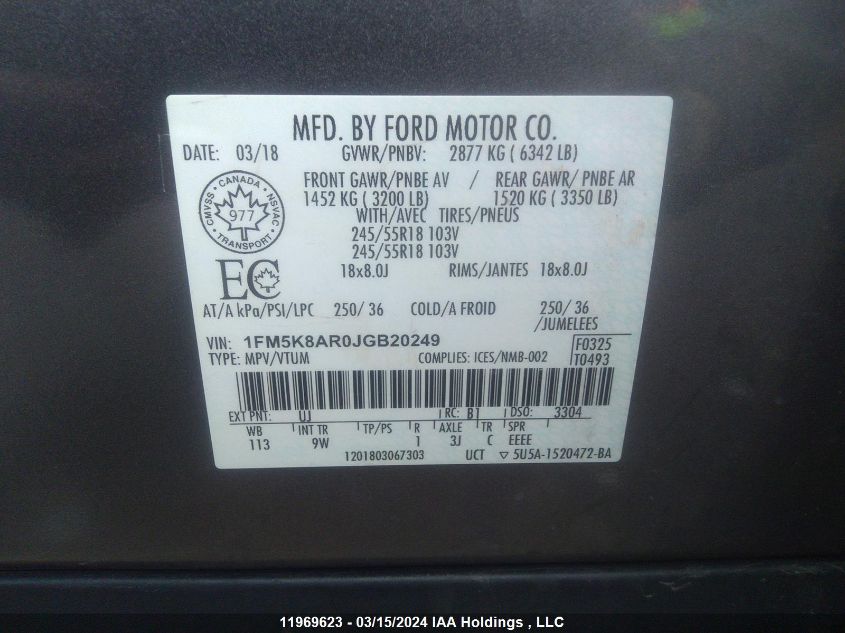 MFD. BY FORD MOTOR CO.
DATE: 03/18 GVWR/PNBV: 2877 KG ( 6342 LB)
FRONT GAWR/PNBE AV / REAR GAWR/ PNBE AR
1452 KG ( 3200 LB) 1520 KG ( 3350 LB)
WITH/AVEC TIRES/PNEUS
245/55R18 103V
245/55R18 103V
18x8.0J RIMS/JANTES 18x8.0J
CMVSS CANADA NSVAC
977
TRANSPORT
EC
AT/A kPa/PSI/LPC 250/ 36 COLD/A FROID 250/ 36
/JUMELEES
VIN: 1FM5K8AR0JGB20249
TYPE: MPV/VTUM COMPLIES: ICES/NMB-002
F0325
T0493
EXT PNT: UJ RC: B1 DSO: 3304
WB INT TR TP/PS R AXLE TR SPR
113 9W 1 3J C EEEE
1201803067303 UCT ▽ 5U5A-1520472-BA
11969623 - 03/15/2024 IAA Holdings , LLC